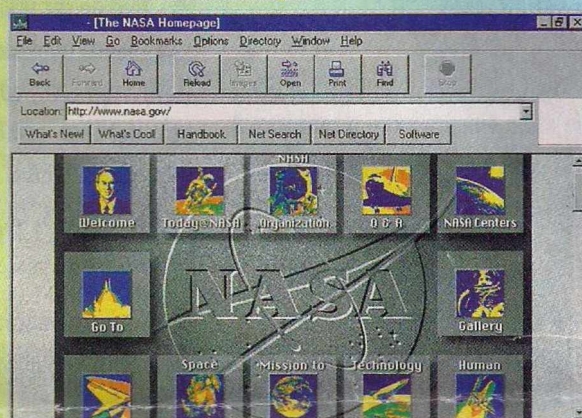 - [The NASA Homepage]
File Edit View Go Bookmarks Options Directory Window Help
Back Forward Home Reload Images Open Print Find Stop
Location: http://www.nasa.gov/
What's New! What's Cool! Handbook Net Search Net Directory Software
Welcome Today@NASA NASA Organization Q & A NASA Centers
NASA
Go To Gallery
Space Mission to Technology Human